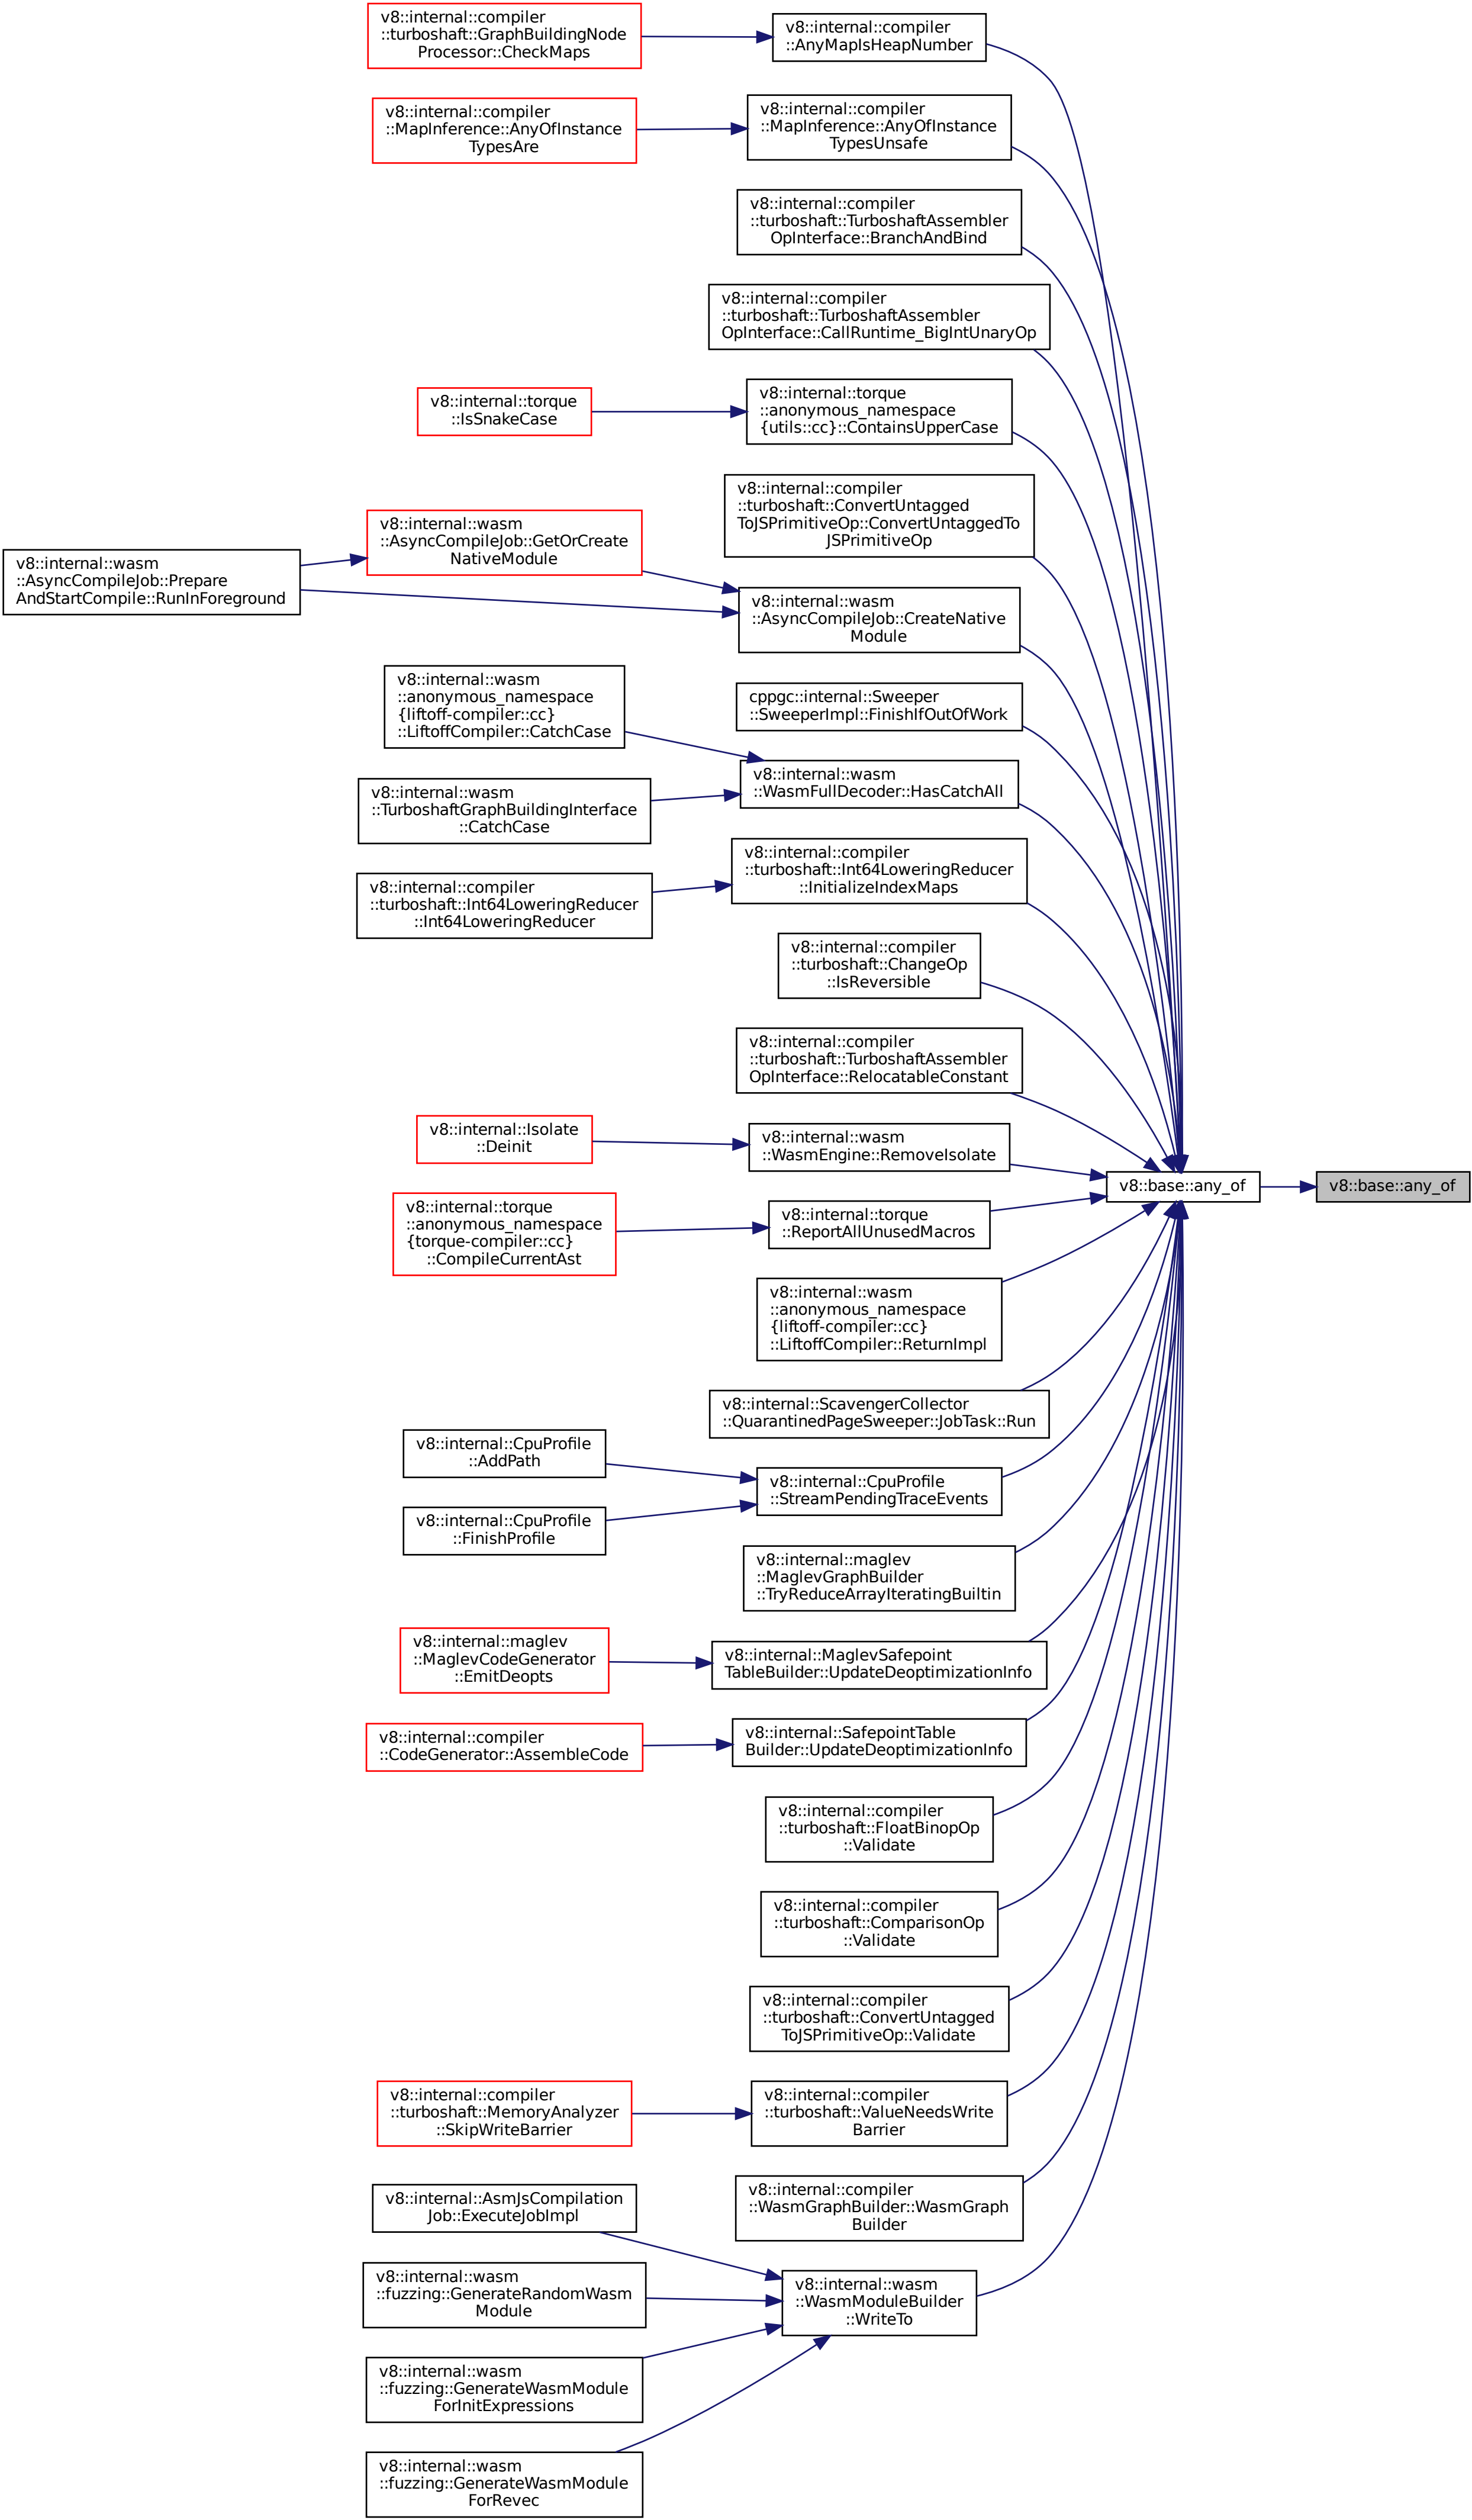 v8::internal::compiler
::turboshaft::GraphBuildingNode
Processor::CheckMaps
v8::internal::compiler
::AnyMapIsHeapNumber
v8::internal::compiler
::MapInference::AnyOfInstance
TypesAre
v8::internal::compiler
::MapInference::AnyOfInstance
TypesUnsafe
v8::internal::compiler
::turboshaft::TurboshaftAssembler
OpInterface::BranchAndBind
v8::internal::compiler
::turboshaft::TurboshaftAssembler
OpInterface::CallRuntime_BigIntUnaryOp
v8::internal::torque
::IsSnakeCase
v8::internal::torque
::anonymous_namespace
{utils::cc}::ContainsUpperCase
v8::internal::compiler
::turboshaft::ConvertUntagged
ToJSPrimitiveOp::ConvertUntaggedTo
JSPrimitiveOp
v8::internal::wasm
::AsyncCompileJob::GetOrCreate
NativeModule
v8::internal::wasm
::AsyncCompileJob::Prepare
AndStartCompile::RunInForeground
v8::internal::wasm
::AsyncCompileJob::CreateNative
Module
v8::internal::wasm
::anonymous_namespace
{liftoff-compiler::cc}
::LiftoffCompiler::CatchCase
cppgc::internal::Sweeper
::SweeperImpl::FinishIfOutOfWork
v8::internal::wasm
::WasmFullDecoder::HasCatchAll
v8::internal::wasm
::TurboshaftGraphBuildingInterface
::CatchCase
v8::internal::compiler
::turboshaft::Int64LoweringReducer
::InitializeIndexMaps
v8::internal::compiler
::turboshaft::Int64LoweringReducer
::Int64LoweringReducer
v8::internal::compiler
::turboshaft::ChangeOp
::IsReversible
v8::internal::compiler
::turboshaft::TurboshaftAssembler
OpInterface::RelocatableConstant
v8::internal::Isolate
::Deinit
v8::internal::wasm
::WasmEngine::RemoveIsolate
v8::base::any_of
v8::base::any_of
v8::internal::torque
::anonymous_namespace
{torque-compiler::cc}
::CompileCurrentAst
v8::internal::torque
::ReportAllUnusedMacros
v8::internal::wasm
::anonymous_namespace
{liftoff-compiler::cc}
::LiftoffCompiler::ReturnImpl
v8::internal::ScavengerCollector
::QuarantinedPageSweeper::JobTask::Run
v8::internal::CpuProfile
::AddPath
v8::internal::CpuProfile
::StreamPendingTraceEvents
v8::internal::CpuProfile
::FinishProfile
v8::internal::maglev
::MaglevGraphBuilder
::TryReduceArrayIteratingBuiltin
v8::internal::maglev
::MaglevCodeGenerator
::EmitDeopts
v8::internal::MaglevSafepoint
TableBuilder::UpdateDeoptimizationInfo
v8::internal::compiler
::CodeGenerator::AssembleCode
v8::internal::SafepointTable
Builder::UpdateDeoptimizationInfo
v8::internal::compiler
::turboshaft::FloatBinopOp
::Validate
v8::internal::compiler
::turboshaft::ComparisonOp
::Validate
v8::internal::compiler
::turboshaft::ConvertUntagged
ToJSPrimitiveOp::Validate
v8::internal::compiler
::turboshaft::MemoryAnalyzer
::SkipWriteBarrier
v8::internal::compiler
::turboshaft::ValueNeedsWrite
Barrier
v8::internal::compiler
::WasmGraphBuilder::WasmGraph
Builder
v8::internal::AsmJsCompilation
Job::ExecuteJobImpl
v8::internal::wasm
::fuzzing::GenerateRandomWasm
Module
v8::internal::wasm
::WasmModuleBuilder
::WriteTo
v8::internal::wasm
::fuzzing::GenerateWasmModule
ForInitExpressions
v8::internal::wasm
::fuzzing::GenerateWasmModule
ForRevec